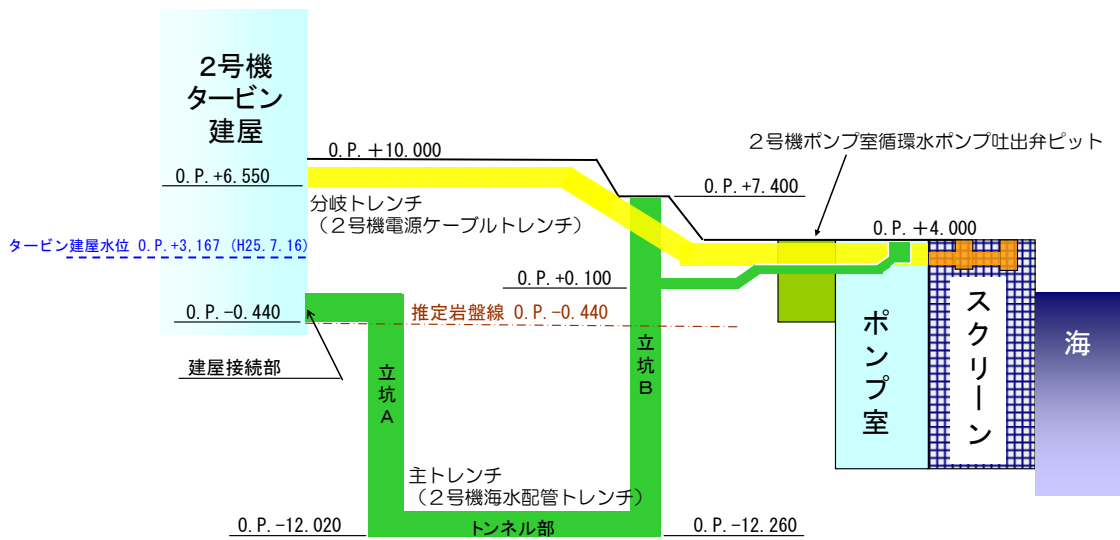 2号機
タービン
建屋
O.P.+10.000
2号機ポンプ室循環水ポンプ吐出弁ピット
O.P.+6.550
O.P.+7.400
分岐トレンチ
(2号機電源ケーブルトレンチ)
O.P.+4.000
タービン建屋水位 O.P.+3,167 (H25.7.16)
O.P.+0.100
O.P.-0.440
推定岩盤線 O.P.-0.440
建屋接続部
立坑A
立坑B
ポンプ室
スクリーン
海
主トレンチ
(2号機海水配管トレンチ)
O.P.-12.020
トンネル部
O.P.-12.260